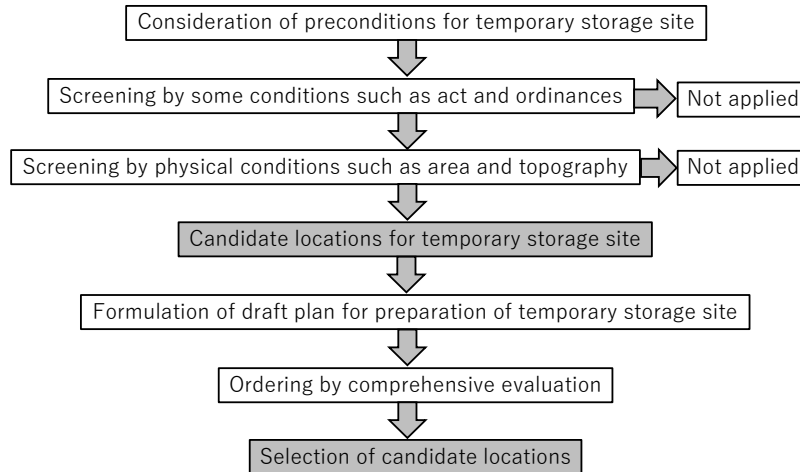 Consideration of preconditions for temporary storage site
Screening by some conditions such as act and ordinances
Not applied
Screening by physical conditions such as area and topography
Not applied
Candidate locations for temporary storage site
Formulation of draft plan for preparation of temporary storage site
Ordering by comprehensive evaluation
Selection of candidate locations